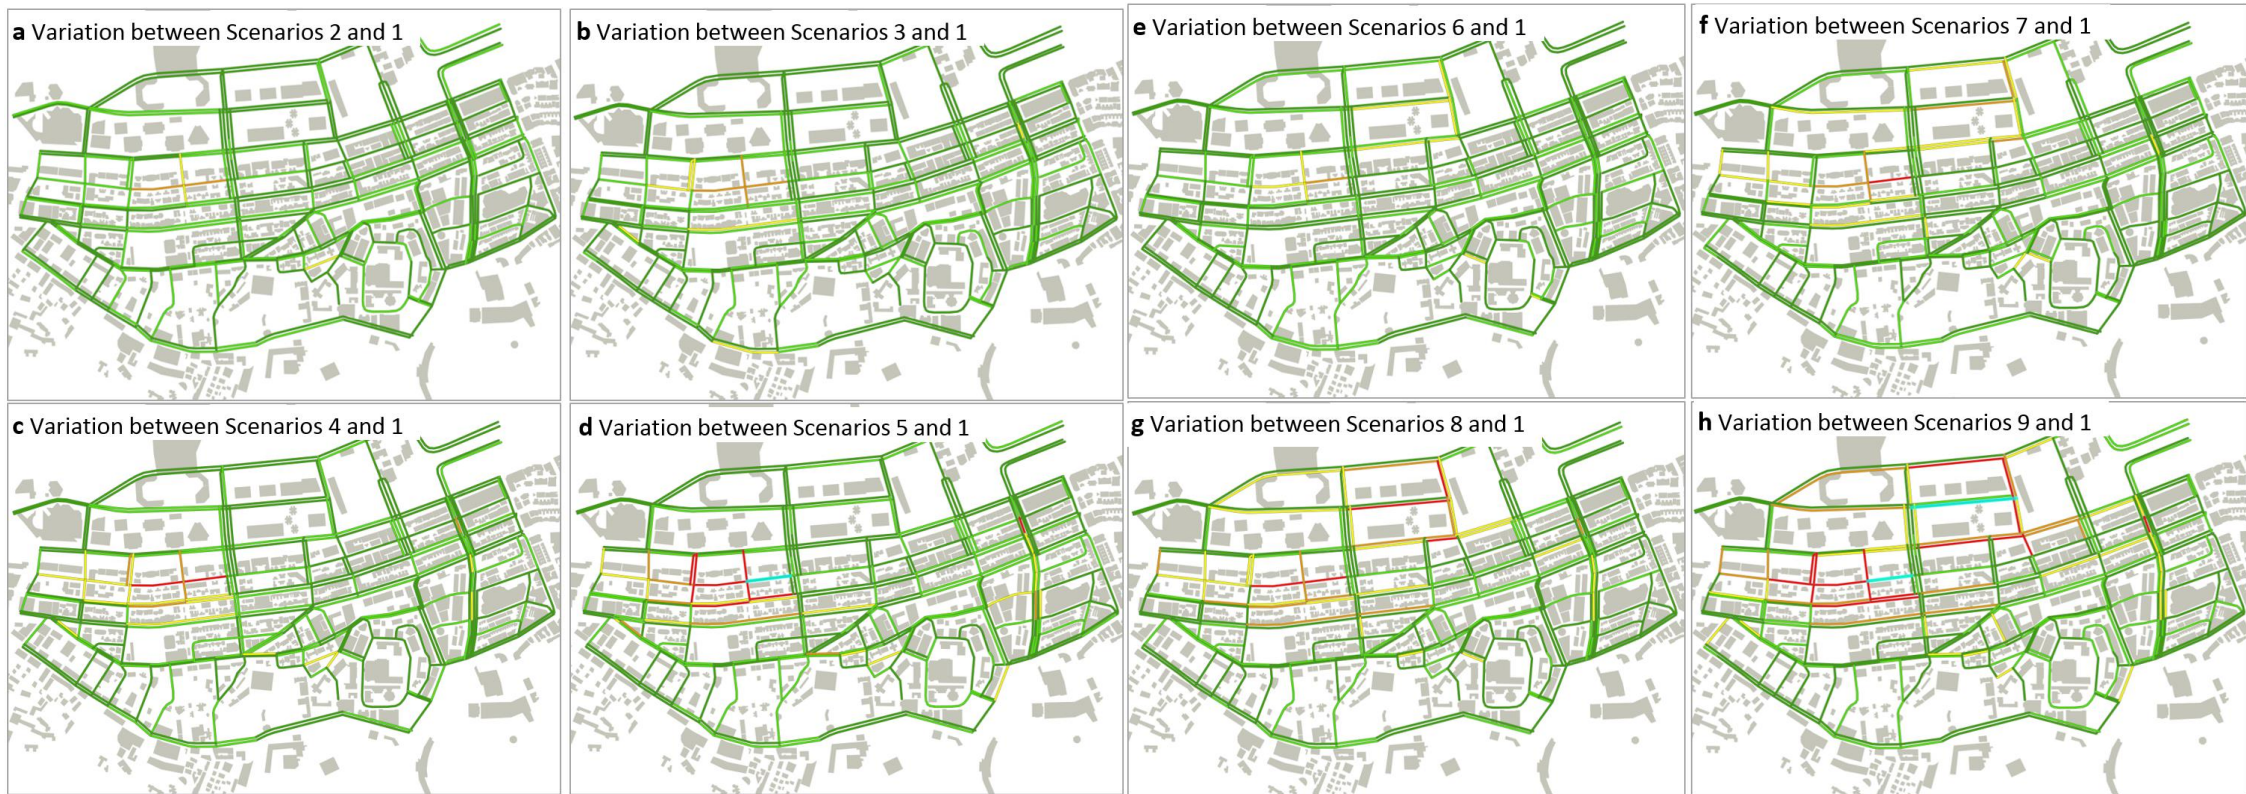 a Variation between Scenarios 2 and 1
b Variation between Scenarios 3 and 1
e Variation between Scenarios 6 and 1
f Variation between Scenarios 7 and 1
c Variation between Scenarios 4 and 1
d Variation between Scenarios 5 and 1
g Variation between Scenarios 8 and 1
h Variation between Scenarios 9 and 1